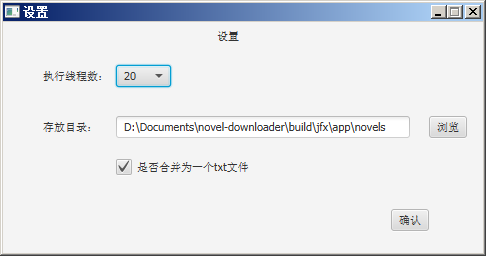 设置
设置
执行线程数： 20
存放目录： D:\Documents\novel-downloader\build\jfx\app\novels 浏览
是否合并为一个txt文件
确认